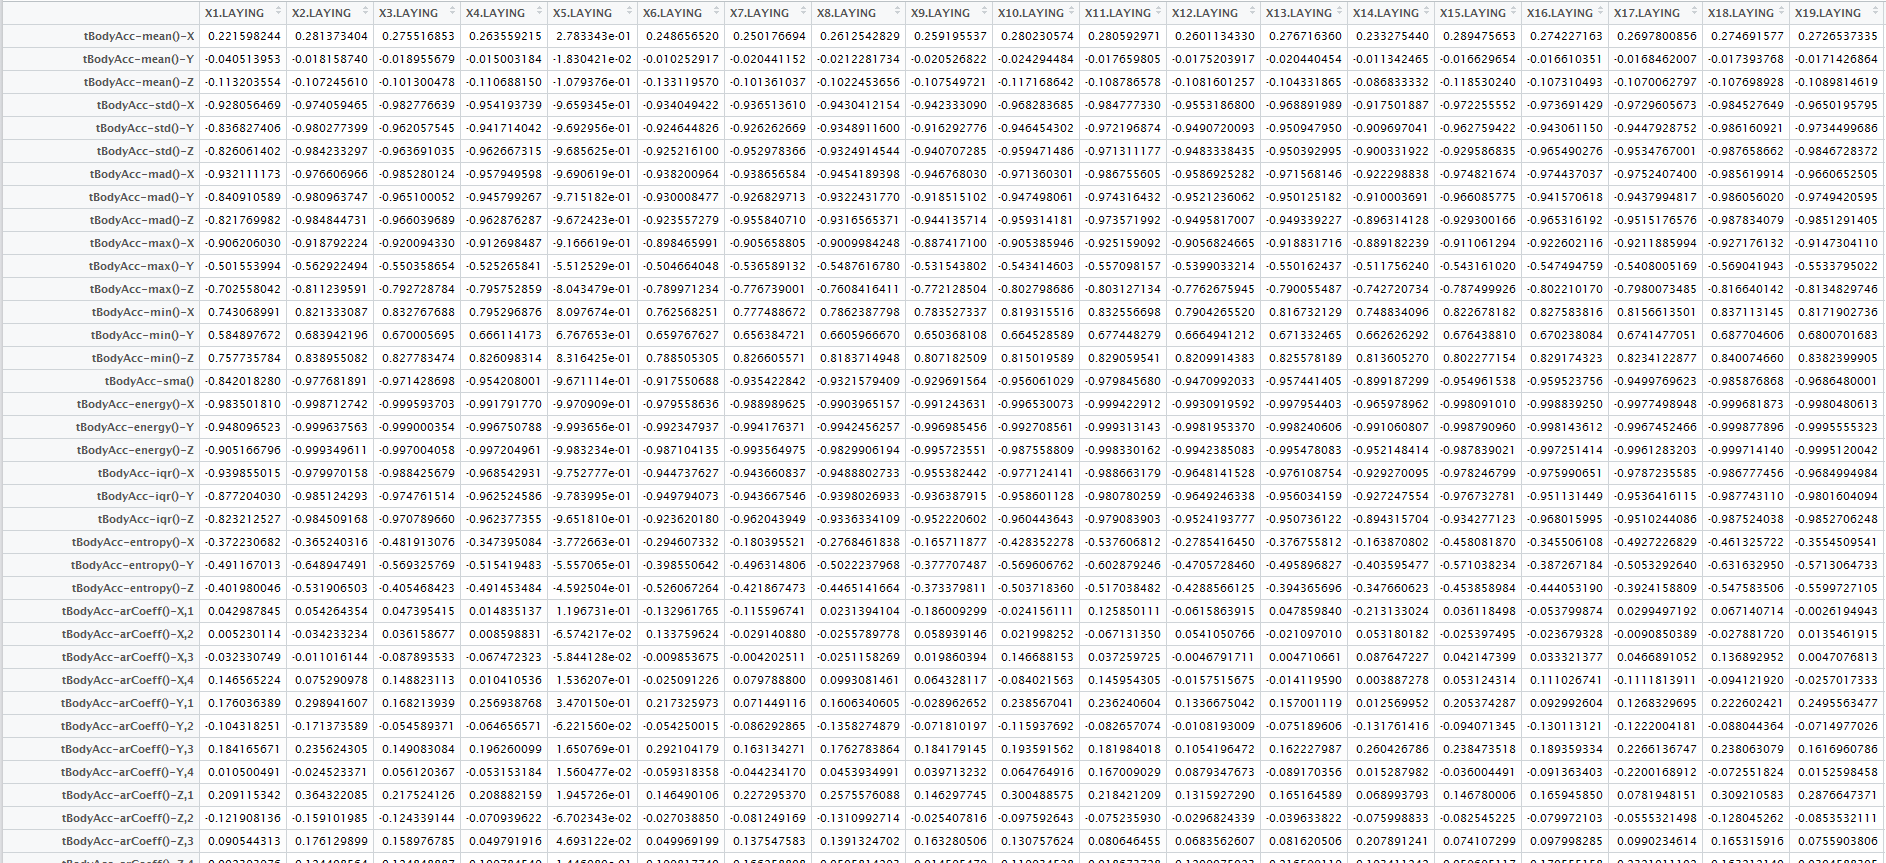 X1.LAYING X2.LAYING X3.LAYING X4.LAYING X5.LAYING X6.LAYING X7.LAYING X8.LAYING X9.LAYING X10.LAYING X11.LAYING X12.LAYING X13.LAYING X14.LAYING X15.LAYING X16.LAYING X17.LAYING X18.LAYING X19.LAYING
tBodyAcc-mean()-X 0.221598244 0.281373404 0.275516853 0.263559215 2.783343e-01 0.248656520 0.250176694 0.2612542829 0.259195537 0.280230574 0.280592971 0.2601134330 0.276716360 0.233275440 0.289475653 0.274227163 0.2697800856 0.274691577 0.2726537335
tBodyAcc-mean()-Y -0.040513953 -0.018158740 -0.018955679 -0.015003184 -1.830421e-02 -0.010252917 -0.020441152 -0.0212281734 -0.020526822 -0.024294484 -0.017659805 -0.0175203917 -0.020440454 -0.011342465 -0.016629654 -0.016610351 -0.0168462007 -0.017393768 -0.0171426864
tBodyAcc-mean()-Z -0.113203554 -0.107245610 -0.101300478 -0.110688150 -1.079376e-01 -0.133119570 -0.101361037 -0.1022453656 -0.107549721 -0.117168642 -0.108786578 -0.1081601257 -0.104331865 -0.086833332 -0.118530240 -0.107310493 -0.1070062797 -0.107698928 -0.1089814619
tBodyAcc-std()-X -0.928056469 -0.974059465 -0.982776639 -0.954193739 -9.659345e-01 -0.934049422 -0.936513610 -0.9430412154 -0.942333090 -0.968283685 -0.984777330 -0.9553186800 -0.968891989 -0.917501887 -0.972255552 -0.973691429 -0.9729605673 -0.984527649 -0.9650195795
tBodyAcc-std()-Y -0.836827406 -0.980277399 -0.962057545 -0.941714042 -9.692956e-01 -0.924644826 -0.926262669 -0.9348911600 -0.916292776 -0.946454302 -0.972196874 -0.9490720093 -0.950947950 -0.909697041 -0.962759422 -0.943061150 -0.9447928752 -0.986160921 -0.9734499686
tBodyAcc-std()-Z -0.826061402 -0.984233297 -0.963691035 -0.962667315 -9.685625e-01 -0.925216100 -0.952978366 -0.9324914544 -0.940707285 -0.959471486 -0.971311177 -0.9483338435 -0.950392995 -0.900331922 -0.929586835 -0.965490276 -0.9534767001 -0.987658662 -0.9846728372
tBodyAcc-mad()-X -0.932111173 -0.976606966 -0.985280124 -0.957949598 -9.690619e-01 -0.938200964 -0.938656584 -0.9454189398 -0.946768030 -0.971360301 -0.986755605 -0.9586925282 -0.971568146 -0.922298838 -0.974821674 -0.974437037 -0.9752407400 -0.985619914 -0.9660652505
tBodyAcc-mad()-Y -0.840910589 -0.980963747 -0.965100052 -0.945799267 -9.715182e-01 -0.930008477 -0.926829713 -0.9322431770 -0.918515102 -0.947498061 -0.974316432 -0.9521236062 -0.950125182 -0.910003691 -0.966085775 -0.941570618 -0.9437994817 -0.986056020 -0.9749420595
tBodyAcc-mad()-Z -0.821769982 -0.984844731 -0.966039689 -0.962876287 -9.672423e-01 -0.923557279 -0.955840710 -0.9316565371 -0.944135714 -0.959314181 -0.973571992 -0.9495817007 -0.949339227 -0.896314128 -0.929300166 -0.965316192 -0.9515176576 -0.987834079 -0.9851291405
tBodyAcc-max()-X -0.906206030 -0.918792224 -0.920094330 -0.912698487 -9.166619e-01 -0.898465991 -0.905658805 -0.9009984248 -0.887417100 -0.905385946 -0.925159092 -0.9056824665 -0.918831716 -0.889182239 -0.911061294 -0.922602116 -0.9211885994 -0.927176132 -0.9147304110
tBodyAcc-max()-Y -0.501553994 -0.562922494 -0.550358654 -0.525265841 -5.512529e-01 -0.504664048 -0.536589132 -0.5487616780 -0.531543802 -0.543414603 -0.557098157 -0.5399033214 -0.550162437 -0.511756240 -0.543161020 -0.547494759 -0.5408005169 -0.569041943 -0.5533795022
tBodyAcc-max()-Z -0.702558042 -0.811239591 -0.792728784 -0.795752859 -8.043479e-01 -0.789971234 -0.776739001 -0.7608416411 -0.772128504 -0.802798686 -0.803127134 -0.7762675945 -0.790055487 -0.742720734 -0.787499926 -0.802210170 -0.7980073485 -0.816640142 -0.8134829746
tBodyAcc-min()-X 0.743068991 0.821333087 0.832767688 0.795296876 8.097674e-01 0.762568251 0.777488672 0.7862387798 0.783527337 0.819315516 0.832556698 0.7904265520 0.816732129 0.748834096 0.822678182 0.827583816 0.8156613501 0.837113145 0.8171902736
tBodyAcc-min()-Y 0.584897672 0.683942196 0.670005695 0.666114173 6.767653e-01 0.659767627 0.656384721 0.6605966670 0.650368108 0.664528589 0.677448279 0.6664941212 0.671332465 0.662626292 0.676438810 0.670238084 0.6741477051 0.687704606 0.6800701683
tBodyAcc-min()-Z 0.757735784 0.838955082 0.827783474 0.826098314 8.316425e-01 0.788505305 0.826605571 0.8183714948 0.807182509 0.815019589 0.829059541 0.8209914383 0.825578189 0.813605270 0.802277154 0.829174323 0.8234122877 0.840074660 0.8382399905
tBodyAcc-sma() -0.842018280 -0.977681891 -0.971428698 -0.954208001 -9.671114e-01 -0.917550688 -0.935422842 -0.9321579409 -0.929691564 -0.956061029 -0.979845680 -0.9470992033 -0.957441405 -0.899187299 -0.954961538 -0.959523756 -0.9499769623 -0.985876868 -0.9686480001
tBodyAcc-energy()-X -0.983501810 -0.998712742 -0.999593703 -0.991791770 -9.970909e-01 -0.979558636 -0.988989625 -0.9903965157 -0.991243631 -0.996530073 -0.999422912 -0.9930919592 -0.997954403 -0.965978962 -0.998091010 -0.998839250 -0.9977498948 -0.999681873 -0.9980480613
tBodyAcc-energy()-Y -0.948096523 -0.999637563 -0.999000354 -0.996750788 -9.993656e-01 -0.992347937 -0.994176371 -0.9942456257 -0.996985456 -0.992708561 -0.999313143 -0.9981953370 -0.998240606 -0.991060807 -0.998790960 -0.998143612 -0.9967452466 -0.999877896 -0.9995555323
tBodyAcc-energy()-Z -0.905166796 -0.999349611 -0.997004058 -0.997204961 -9.983234e-01 -0.987104135 -0.993564975 -0.9829906194 -0.995723551 -0.987558809 -0.998330162 -0.9942385083 -0.995478083 -0.952148414 -0.987839021 -0.997251414 -0.9961283203 -0.999714140 -0.9995120042
tBodyAcc-iqr()-X -0.939855015 -0.979970158 -0.988425679 -0.968542931 -9.752777e-01 -0.944737627 -0.943660837 -0.9488802733 -0.955382442 -0.977124141 -0.988663179 -0.9648141528 -0.976108754 -0.929270095 -0.978246799 -0.975990651 -0.9787235585 -0.986777456 -0.9684994984
tBodyAcc-iqr()-Y -0.877204030 -0.985124293 -0.974761514 -0.962524586 -9.783995e-01 -0.949794073 -0.943667546 -0.9398026933 -0.936387915 -0.958601128 -0.980780259 -0.9649246338 -0.956034159 -0.927247554 -0.976732781 -0.951131449 -0.9536416115 -0.987743110 -0.9801604094
tBodyAcc-iqr()-Z -0.823212527 -0.984509168 -0.970789660 -0.962377355 -9.651810e-01 -0.923620180 -0.962043949 -0.9336334109 -0.952220602 -0.960443643 -0.979083903 -0.9524193777 -0.950736122 -0.894315704 -0.934277123 -0.968015995 -0.9510244086 -0.987524038 -0.9852706248
tBodyAcc-entropy()-X -0.372230682 -0.365240316 -0.481913076 -0.347395084 -3.772663e-01 -0.294607332 -0.180395521 -0.2768461838 -0.165711877 -0.428352278 -0.537606812 -0.2785416450 -0.376755812 -0.163870802 -0.458081870 -0.345506108 -0.4927226829 -0.461325722 -0.3554509541
tBodyAcc-entropy()-Y -0.491167013 -0.648947491 -0.569325769 -0.515419483 -5.557065e-01 -0.398550642 -0.496314806 -0.5022237968 -0.377707487 -0.569606762 -0.602879246 -0.4705728460 -0.495896827 -0.403595477 -0.571038234 -0.387267184 -0.5053292640 -0.631632950 -0.5713064733
tBodyAcc-entropy()-Z -0.401980046 -0.531906503 -0.405468423 -0.491453484 -4.592504e-01 -0.526067264 -0.421867473 -0.4465141664 -0.373379811 -0.503718360 -0.517038482 -0.4288566125 -0.394365696 -0.347660623 -0.453858984 -0.444053190 -0.3924158809 -0.547583506 -0.5599727105
tBodyAcc-arCoeff()-X,1 0.042987845 0.054264354 0.047395415 0.014835137 1.196731e-01 -0.132961765 -0.115596741 0.0231394104 -0.186009299 -0.024156111 0.125850111 -0.0615863915 0.047859840 -0.213133024 0.036118498 -0.053799874 0.0299497192 0.067140714 -0.0026194943
tBodyAcc-arCoeff()-X,2 0.005230114 -0.034233234 0.036158677 0.008598831 -6.574217e-02 0.133759624 -0.029140880 -0.0255789778 0.058939146 0.021998252 -0.067131350 0.0541050766 -0.021097010 0.053180182 -0.025397495 -0.023679328 -0.0090850389 -0.027881720 0.0135461915
tBodyAcc-arCoeff()-X,3 -0.032330749 -0.011016144 -0.087893533 -0.067472323 -5.844128e-02 -0.009853675 -0.004202511 -0.0251158269 0.019860394 0.146688153 0.037259725 -0.0046791711 0.004710661 0.087647227 0.042147399 0.033321377 0.0466891052 0.136892952 0.0047076813
tBodyAcc-arCoeff()-X,4 0.146565224 0.075290978 0.148823113 0.010410536 1.536207e-01 -0.025091226 0.079788800 0.0993081461 0.064328117 -0.084021563 0.145954305 -0.0157515675 -0.014119590 0.003887278 0.053124314 0.111026741 -0.1111813911 -0.094121920 -0.0257017333
tBodyAcc-arCoeff()-Y,1 0.176036389 0.298941607 0.168213939 0.256938768 3.470150e-01 0.217325973 0.071449116 0.1606340605 -0.028962652 0.238567041 0.236240604 0.1336675042 0.157001119 0.012569952 0.205374287 0.092992604 0.1268329695 0.222602421 0.2495563477
tBodyAcc-arCoeff()-Y,2 -0.104318251 -0.171373589 -0.054589371 -0.064656571 -6.221560e-02 -0.054250015 -0.086292865 -0.1358274879 -0.071810197 -0.115937692 -0.082657074 -0.0108193009 -0.075189606 -0.131761416 -0.094071345 -0.130113121 -0.1222004181 -0.088044364 -0.0714977026
tBodyAcc-arCoeff()-Y,3 0.184165671 0.235624305 0.149083084 0.196260099 1.650769e-01 0.292104179 0.163134271 0.1762783864 0.184179145 0.193591562 0.181984018 0.1054196472 0.162227987 0.260426786 0.238473518 0.189359334 0.2266136747 0.238063079 0.1616960786
tBodyAcc-arCoeff()-Y,4 0.010500491 -0.024523371 0.056120367 -0.053153184 1.560477e-02 -0.059318358 -0.044234170 0.0453934991 0.039713232 0.064764916 0.167009029 0.0879347673 -0.089170356 0.015287982 -0.036004491 -0.091363403 -0.2200168912 -0.072551824 0.0152598458
tBodyAcc-arCoeff()-Z,1 0.209115342 0.364322085 0.217524126 0.208882159 1.945726e-01 0.146490106 0.227295370 0.2575576088 0.146297745 0.300488575 0.218421209 0.1315927290 0.165164589 0.068993793 0.146780006 0.165945850 0.0781948151 0.309210583 0.2876647371
tBodyAcc-arCoeff()-Z,2 -0.121908136 -0.159101985 -0.124339144 -0.070939622 -6.702343e-02 -0.027038850 -0.081249169 -0.1310992714 -0.025407816 -0.097592643 -0.075235930 -0.0296824339 -0.039633822 -0.075998833 -0.082545225 -0.079972103 -0.0555321498 -0.128045262 -0.0853532111
tBodyAcc-arCoeff()-Z,3 0.090544313 0.176129899 0.158976785 0.049791916 4.693122e-02 0.049969199 0.137547583 0.1391324702 0.163280506 0.130757624 0.080646455 0.0683562607 0.081620506 0.207891241 0.074107299 0.097998285 0.0990234614 0.165315916 0.0755903806